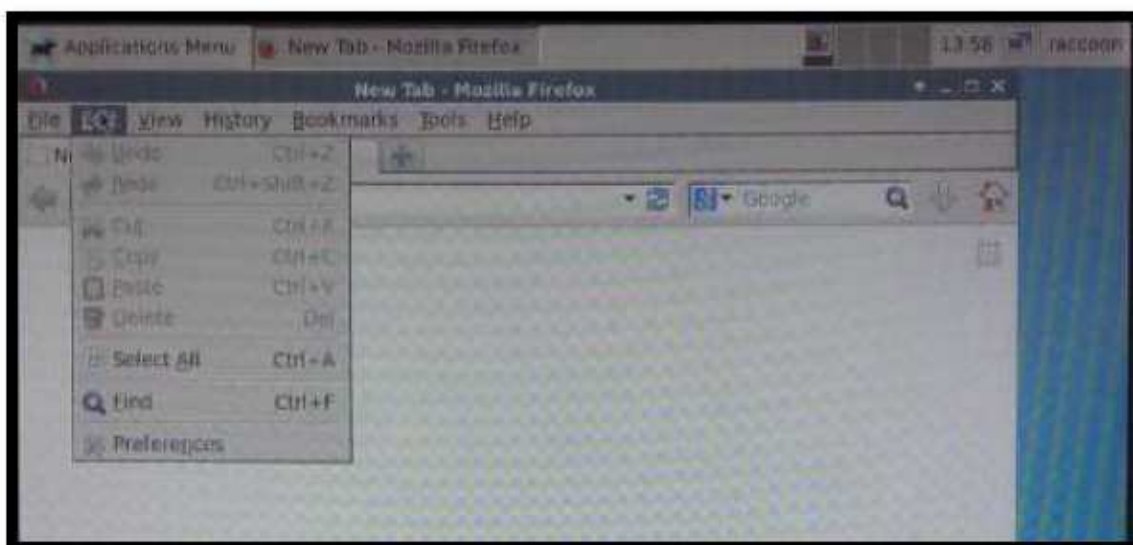 Applications Menu New Tab - Mozilla Firefox 13:56 raccoon
New Tab - Mozilla Firefox
File Edit View History Bookmarks Tools Help
Undo Ctrl+Z
Redo Ctrl+Shift+Z
Google
Cut Ctrl+X
Copy Ctrl+C
Paste Ctrl+V
Delete Del
Select All Ctrl+A
Find Ctrl+F
Preferences